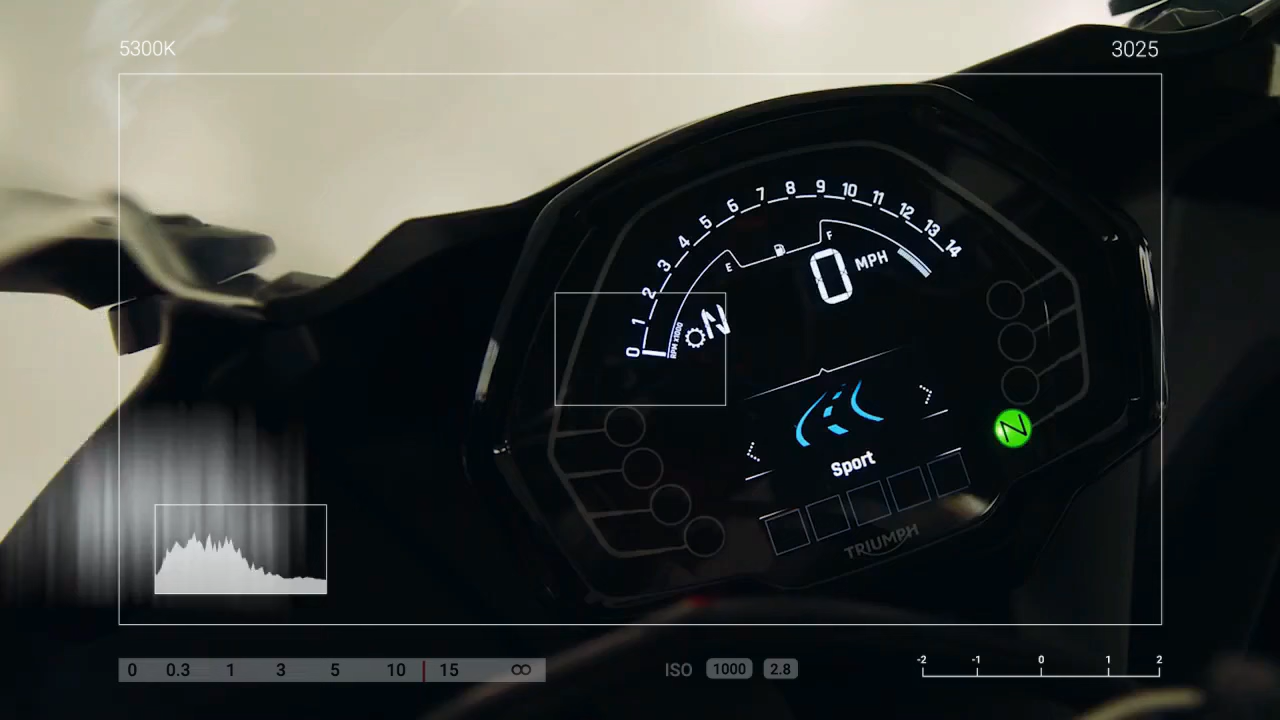 5300K
3025
0 1 2 3 4 5 6 7 8 9 10 11 12 13 14
E F
0 MPH
RPM x1000
N
Sport
N
TRIUMPH
0 0.3 1 3 5 10 15 ∞
ISO 1000 2.8
-2 -1 0 1 2